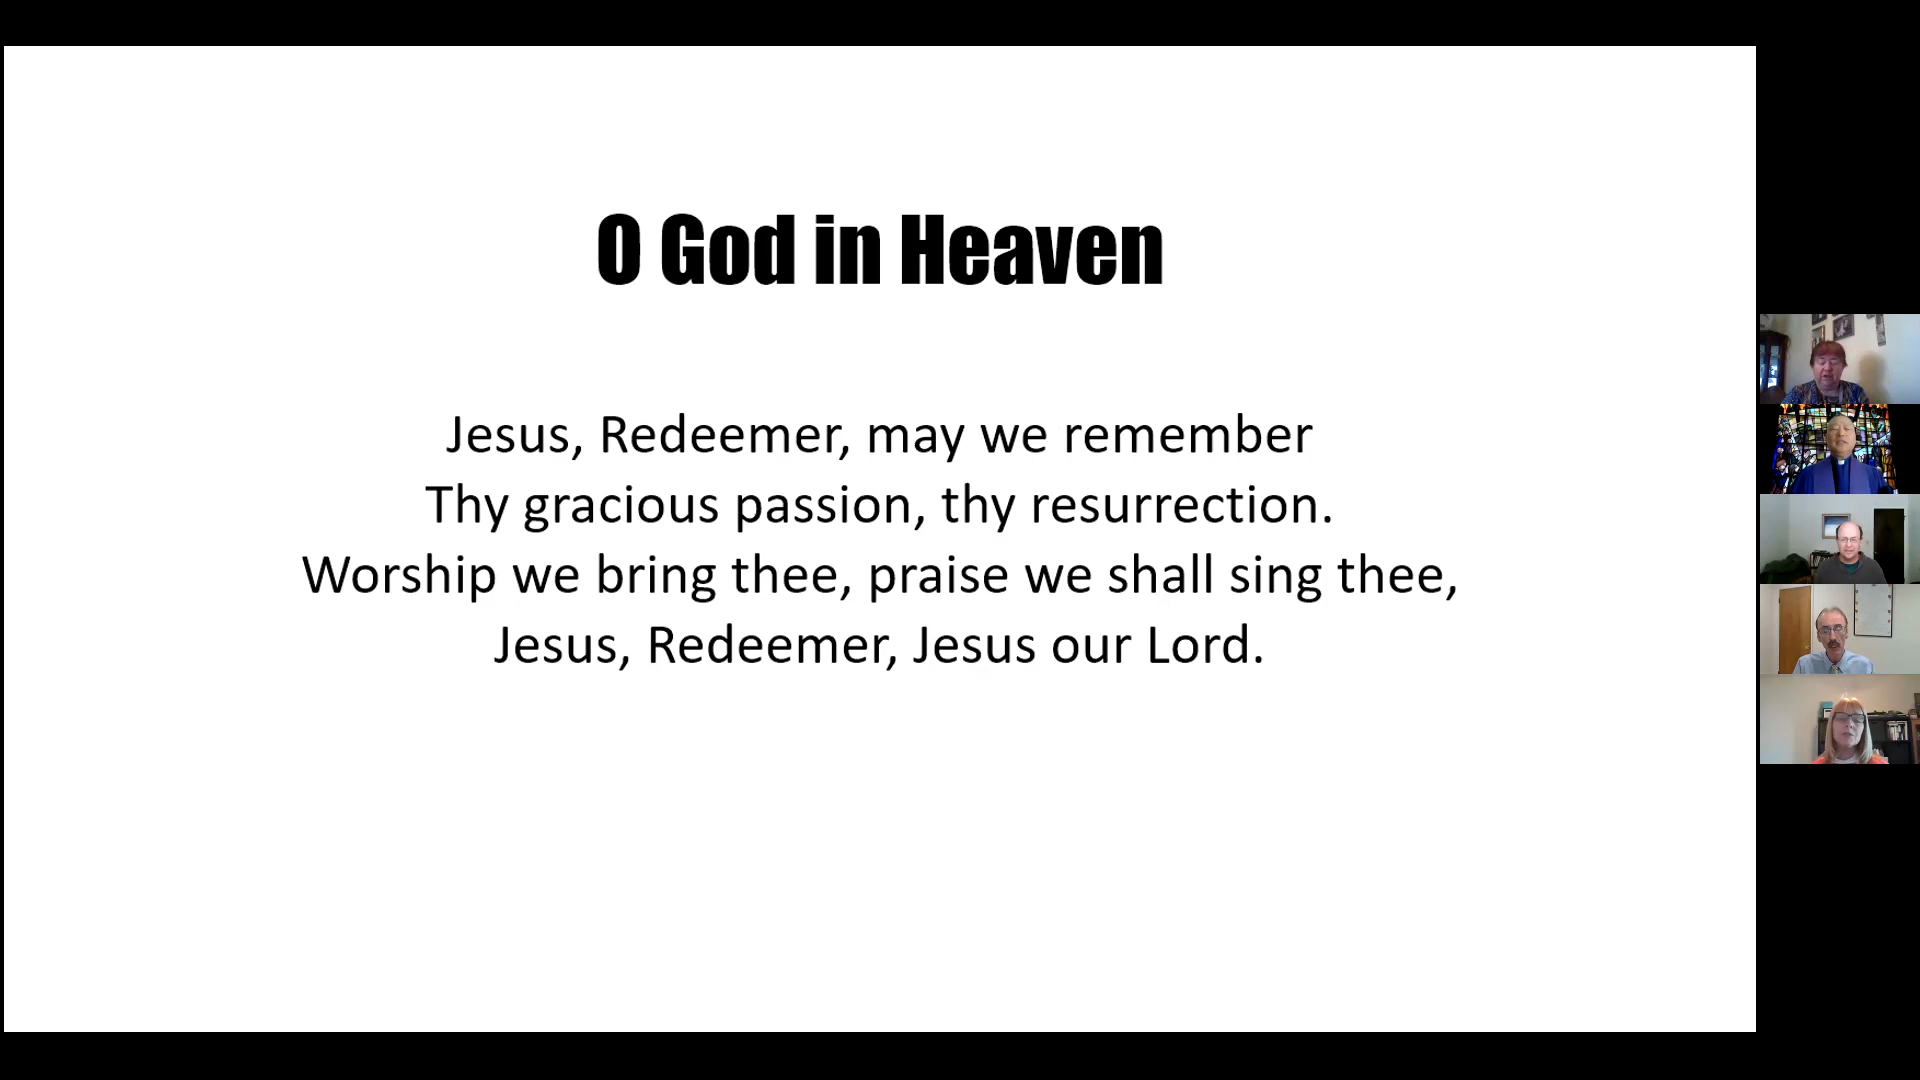 O God in Heaven
Jesus, Redeemer, may we remember
Thy gracious passion, thy resurrection.
Worship we bring thee, praise we shall sing thee,
Jesus, Redeemer, Jesus our Lord.